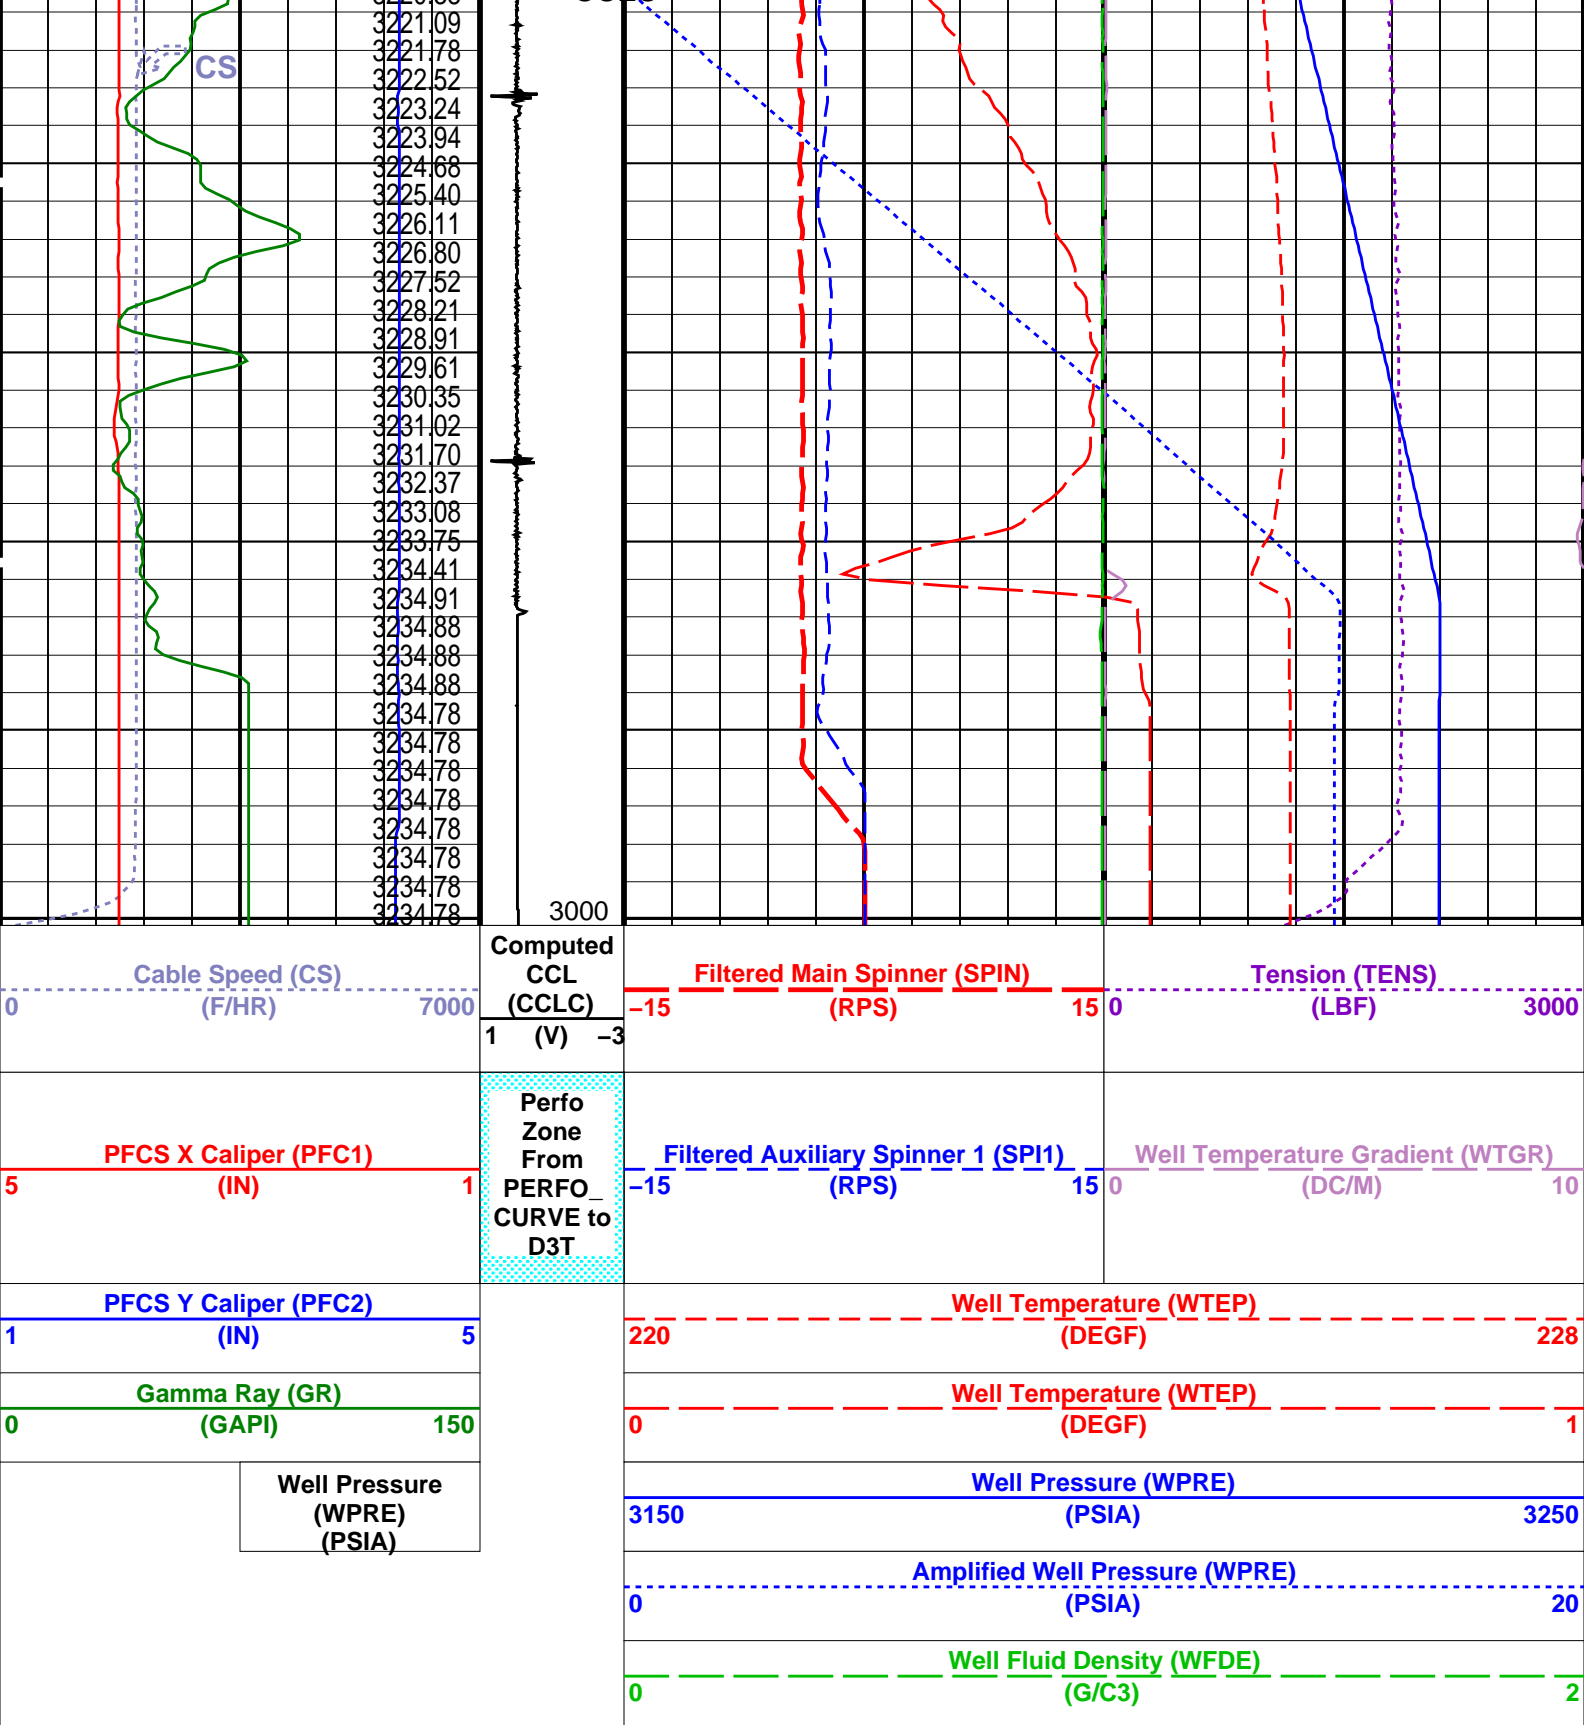 3221.09
3221.78
CS
3222.52
3223.24
3223.94
3224.68
3225.40
3226.11
3226.80
3227.52
3228.21
3228.91
3229.61
3230.35
3231.02
3231.70
3232.37
3233.08
3233.75
3234.41
3234.91
3234.88
3234.88
3234.88
3234.78
3234.78
3234.78
3234.78
3234.78
3234.78
3234.78
3234.78
3000
Cable Speed (CS)
0 (F/HR) 7000
Computed
CCL
(CCLC)
1 (V) −3
Filtered Main Spinner (SPIN)
−15 (RPS) 15
Tension (TENS)
0 (LBF) 3000
PFCS X Caliper (PFC1)
5 (IN) 1
Perfo
Zone
From
PERFO_
CURVE to
D3T
Filtered Auxiliary Spinner 1 (SPI1)
−15 (RPS) 15
Well Temperature Gradient (WTGR)
0 (DC/M) 10
PFCS Y Caliper (PFC2)
1 (IN) 5
Well Temperature (WTEP)
220 (DEGF) 228
Gamma Ray (GR)
0 (GAPI) 150
Well Temperature (WTEP)
0 (DEGF) 1
Well Pressure
(WPRE)
(PSIA)
Well Pressure (WPRE)
3150 (PSIA) 3250
Amplified Well Pressure (WPRE)
0 (PSIA) 20
Well Fluid Density (WFDE)
0 (G/C3) 2